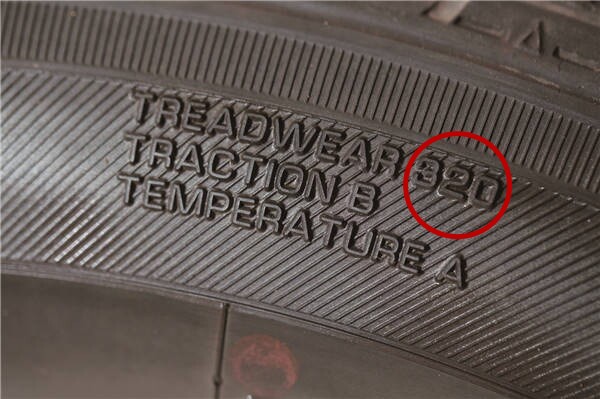 TREADWEAR 320
TRACTION B
TEMPERATURE A